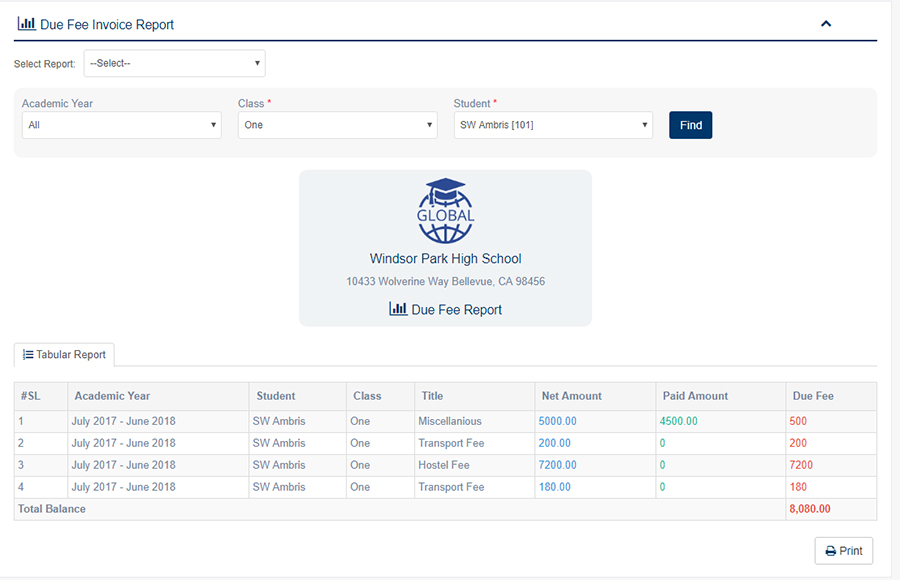 Due Fee Invoice Report
Select Report: --Select--
Academic Year Class * Student *
All One SW Ambris [101] Find
GLOBAL
Windsor Park High School
10433 Wolverine Way Bellevue, CA 98456
Due Fee Report
Tabular Report
#SL Academic Year Student Class Title Net Amount Paid Amount Due Fee
1 July 2017 - June 2018 SW Ambris One Miscellanious 5000.00 4500.00 500
2 July 2017 - June 2018 SW Ambris One Transport Fee 200.00 0 200
3 July 2017 - June 2018 SW Ambris One Hostel Fee 7200.00 0 7200
4 July 2017 - June 2018 SW Ambris One Transport Fee 180.00 0 180
Total Balance 8,080.00
Print